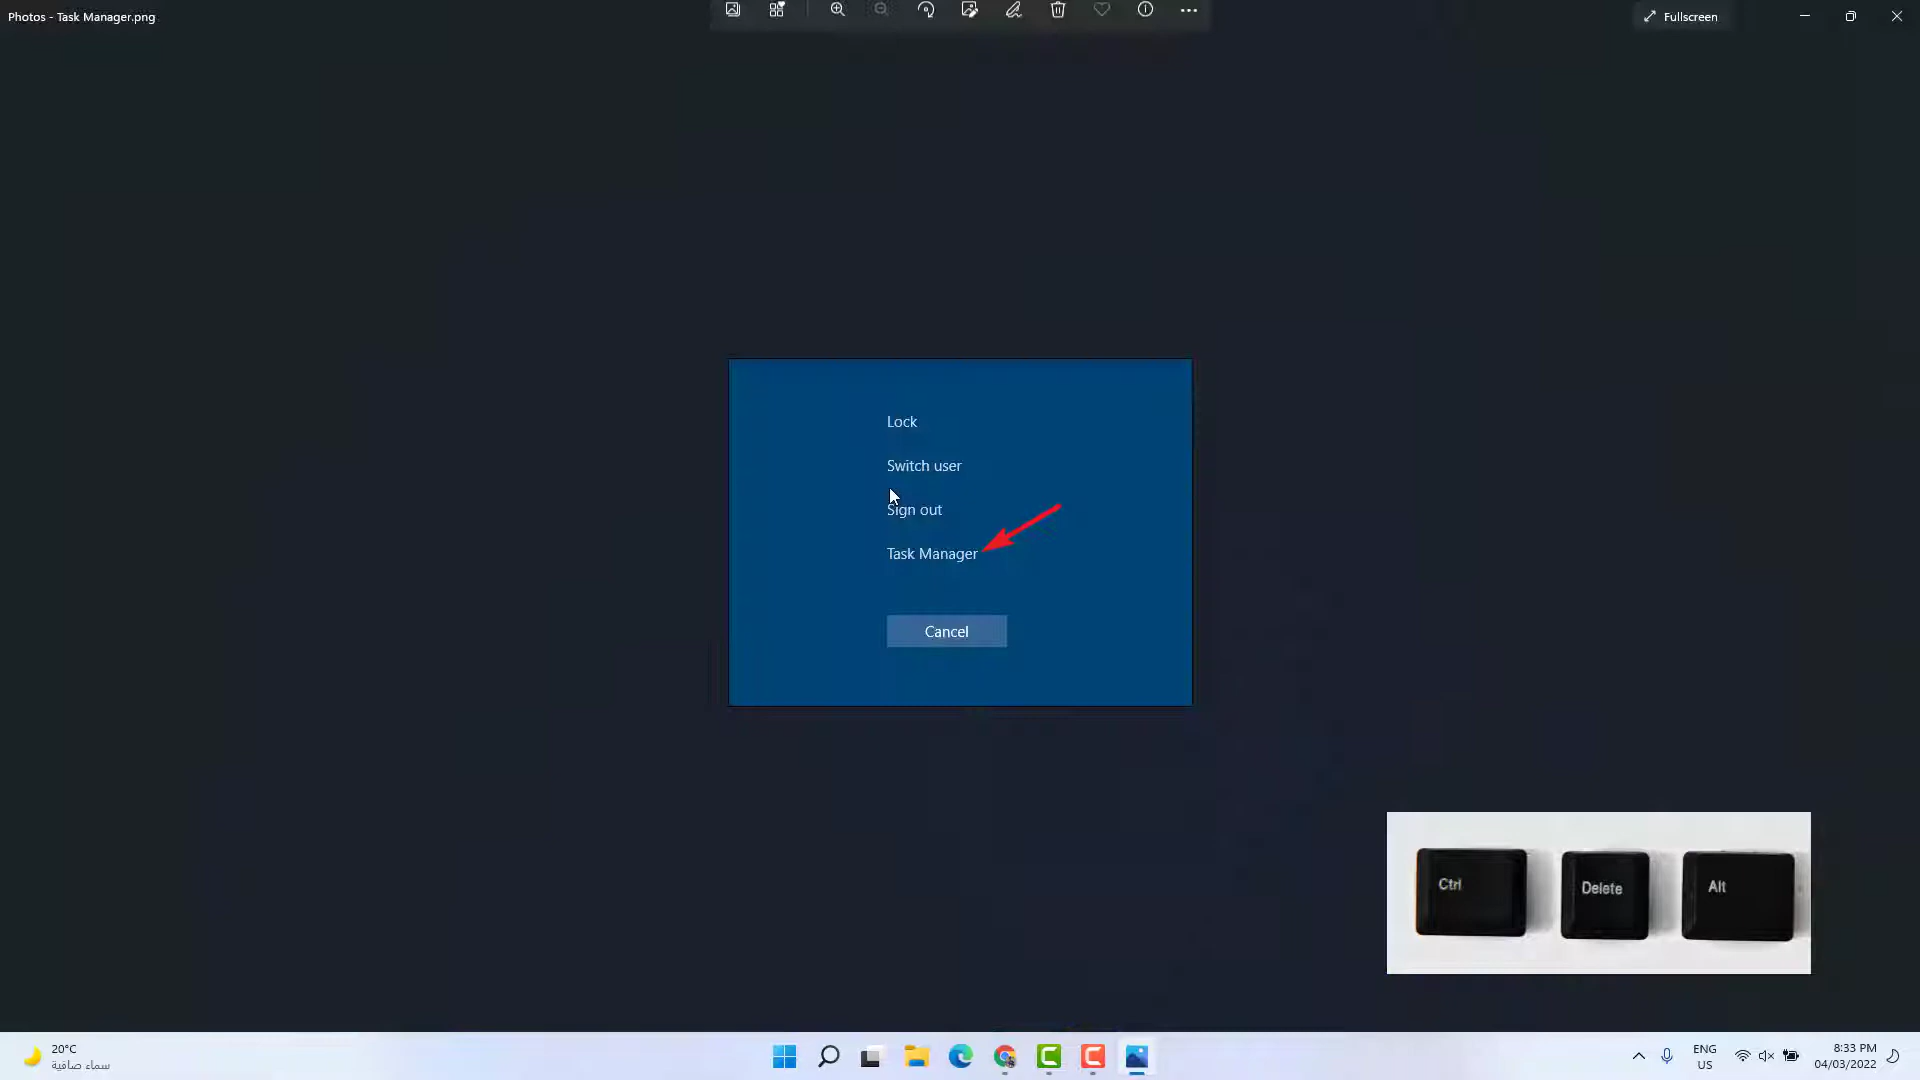 Photos - Task Manager.png
Fullscreen
Lock
Switch user
Sign out
Task Manager
Cancel
Ctrl
Delete
Alt
20°C
سماء صافية
ENG
US
8:33 PM
04/03/2022